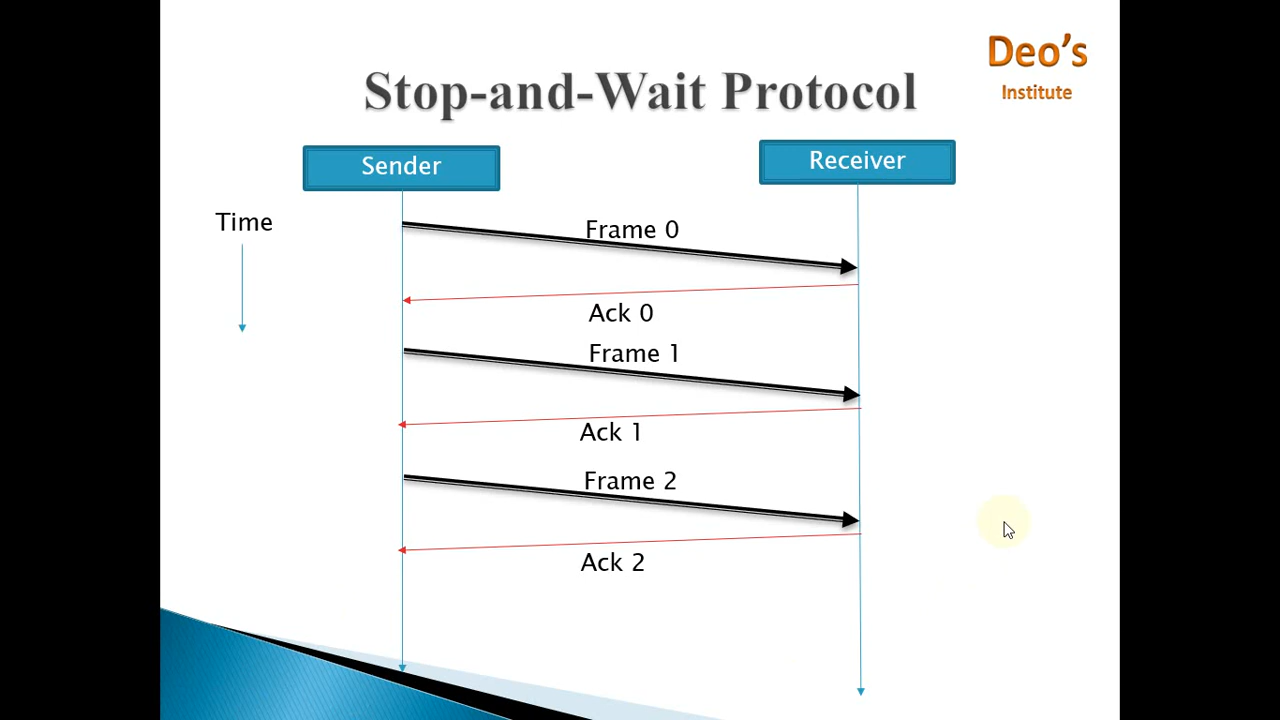 Deo's
Institute
Stop-and-Wait Protocol
Sender
Receiver
Time
Frame 0
Ack 0
Frame 1
Ack 1
Frame 2
Ack 2